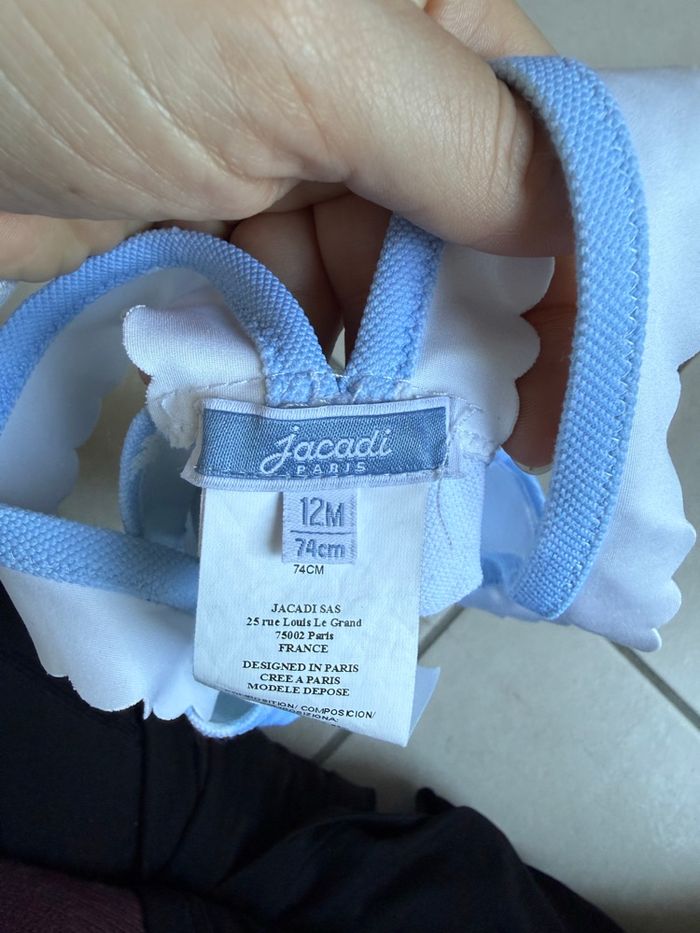 jacadi
PARIS
12M
74cm
74CM
JACADI SAS
25 rue Louis Le Grand
75002 Paris
FRANCE
DESIGNED IN PARIS
CREE A PARIS
MODELE DEPOSE
COMPOSICION/